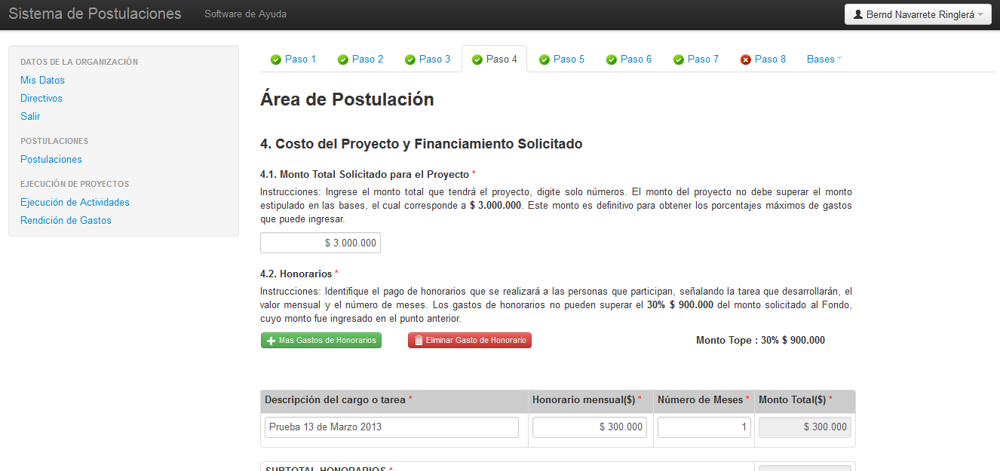 Sistema de Postulaciones
Software de Ayuda
Bernd Navarrete Ringlerá
DATOS DE LA ORGANIZACIÓN
Mis Datos
Directivos
Salir
POSTULACIONES
Postulaciones
EJECUCIÓN DE PROYECTOS
Ejecución de Actividades
Rendición de Gastos
Paso 1
Paso 2
Paso 3
Paso 4
Paso 5
Paso 6
Paso 7
Paso 8
Bases
Área de Postulación
4. Costo del Proyecto y Financiamiento Solicitado
4.1. Monto Total Solicitado para el Proyecto *
Instrucciones: Ingrese el monto total que tendrá el proyecto, digite solo números. El monto del proyecto no debe superar el monto
estipulado en las bases, el cual corresponde a $ 3.000.000. Este monto es definitivo para obtener los porcentajes máximos de gastos
que puede ingresar.
$ 3.000.000
4.2. Honorarios *
Instrucciones: Identifique el pago de honorarios que se realizará a las personas que participan, señalando la tarea que desarrollarán, el
valor mensual y el número de meses. Los gastos de honorarios no pueden superar el 30% $ 900.000 del monto solicitado al Fondo,
cuyo monto fue ingresado en el punto anterior.
Mas Gastos de Honorarios
Eliminar Gasto de Honorario
Monto Tope : 30% $ 900.000
Descripción del cargo o tarea *
Honorario mensual($) *
Número de Meses *
Monto Total($) *
Prueba 13 de Marzo 2013
$ 300.000
1
$ 300.000
SUBTOTAL HONORARIOS *